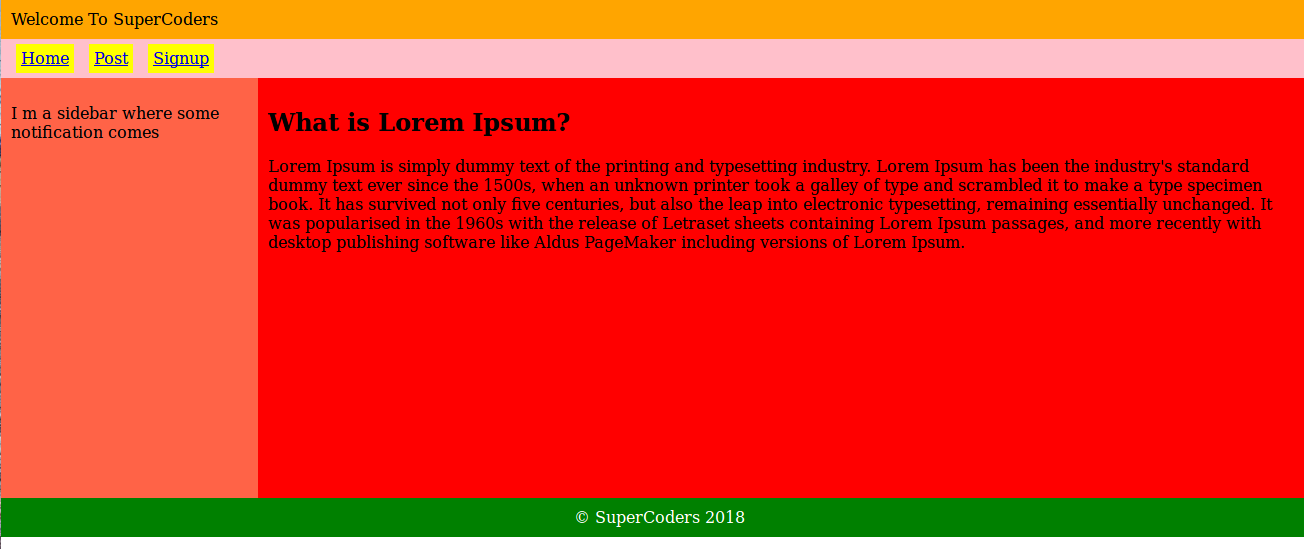 Welcome To SuperCoders
Home Post Signup
I m a sidebar where some
notification comes
What is Lorem Ipsum?
Lorem Ipsum is simply dummy text of the printing and typesetting industry. Lorem Ipsum has been the industry's standard
dummy text ever since the 1500s, when an unknown printer took a galley of type and scrambled it to make a type specimen
book. It has survived not only five centuries, but also the leap into electronic typesetting, remaining essentially unchanged. It
was popularised in the 1960s with the release of Letraset sheets containing Lorem Ipsum passages, and more recently with
desktop publishing software like Aldus PageMaker including versions of Lorem Ipsum.
© SuperCoders 2018